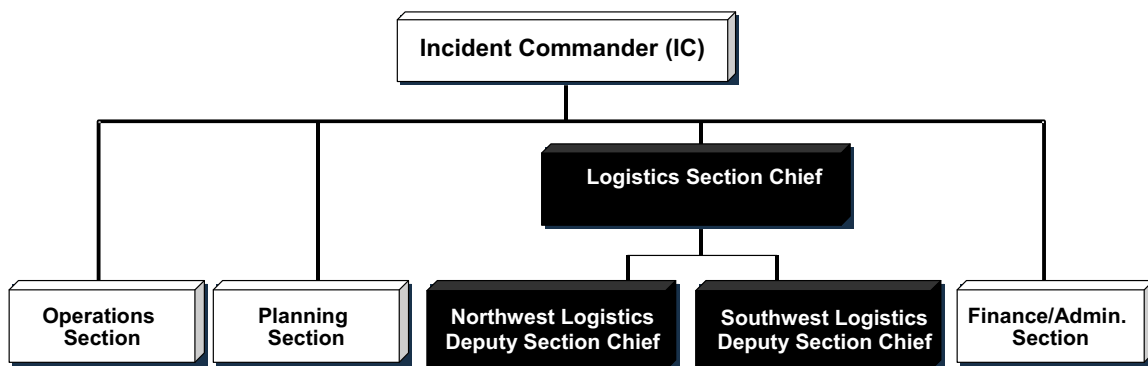 Incident Commander (IC)
Logistics Section Chief
Operations
Section
Planning
Section
Northwest Logistics
Deputy Section Chief
Southwest Logistics
Deputy Section Chief
Finance/Admin.
Section